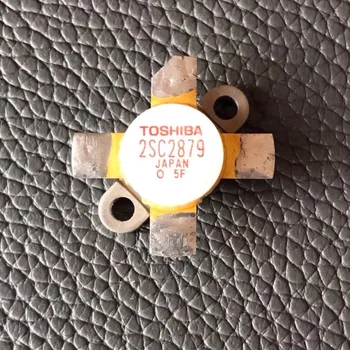 TOSHIBA
2SC2879
JAPAN
O 5F